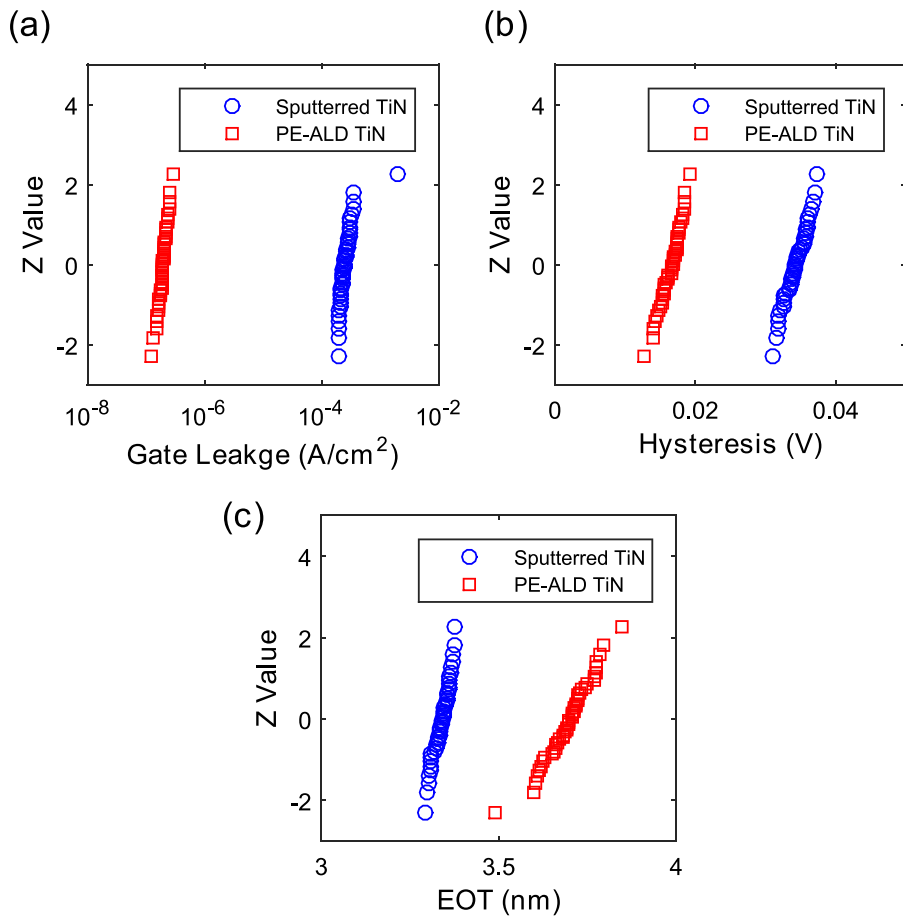 (a)
4
2
0
-2
Z Value
Sputterred TiN
PE-ALD TiN
10^-8
10^-6
10^-4
10^-2
Gate Leakge (A/cm^2)
(b)
4
2
0
-2
Z Value
Sputterred TiN
PE-ALD TiN
0
0.02
0.04
Hysteresis (V)
(c)
4
2
0
-2
Z Value
Sputterred TiN
PE-ALD TiN
3
3.5
4
EOT (nm)